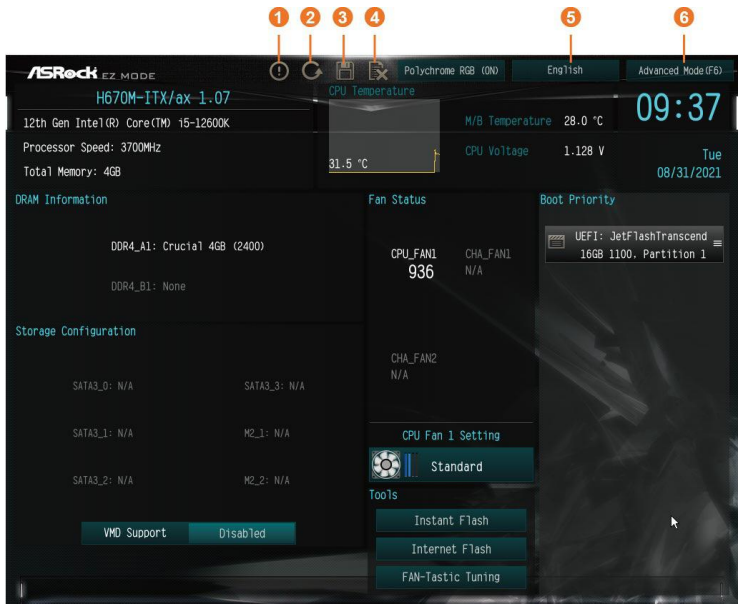 1 2 3 4 5 6
ASRock EZ MODE
Polychrome RGB (ON)
English
Advanced Mode(F6)
H670M-ITX/ax 1.07
12th Gen Intel(R) Core(TM) i5-12600K
Processor Speed: 3700MHz
Total Memory: 4GB
CPU Temperature
31.5 °C
M/B Temperature 28.0 °C
CPU Voltage 1.128 V
09:37
Tue
08/31/2021
DRAM Information
DDR4_A1: Crucial 4GB (2400)
DDR4_B1: None
Storage Configuration
SATA3_0: N/A
SATA3_3: N/A
SATA3_1: N/A
M2_1: N/A
SATA3_2: N/A
M2_2: N/A
VMD Support Disabled
Fan Status
CPU_FAN1
936
CHA_FAN1
N/A
CHA_FAN2
N/A
CPU Fan 1 Setting
Standard
Tools
Instant Flash
Internet Flash
FAN-Tastic Tuning
Boot Priority
UEFI: JetFlashTranscend
16GB 1100. Partition 1